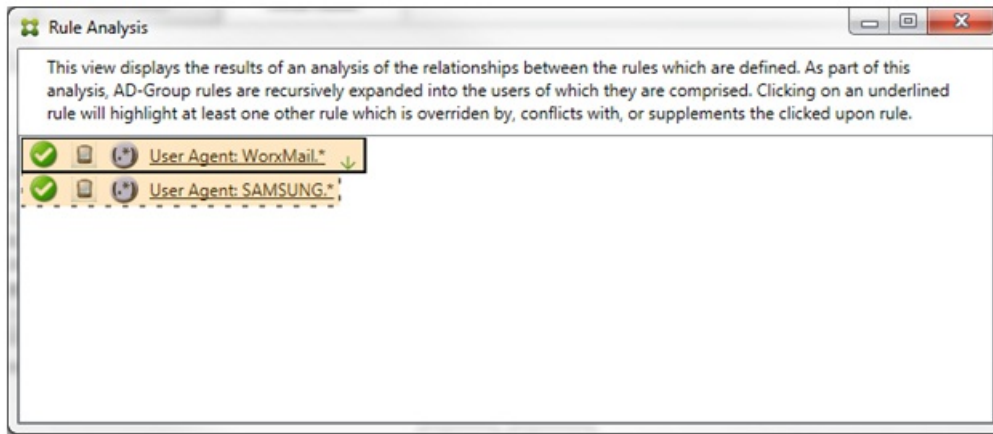 Rule Analysis
This view displays the results of an analysis of the relationships between the rules which are defined. As part of this
analysis, AD-Group rules are recursively expanded into the users of which they are comprised. Clicking on an underlined
rule will highlight at least one other rule which is overriden by, conflicts with, or supplements the clicked upon rule.
(.*) User Agent: WorxMail.*
(.*) User Agent: SAMSUNG.*